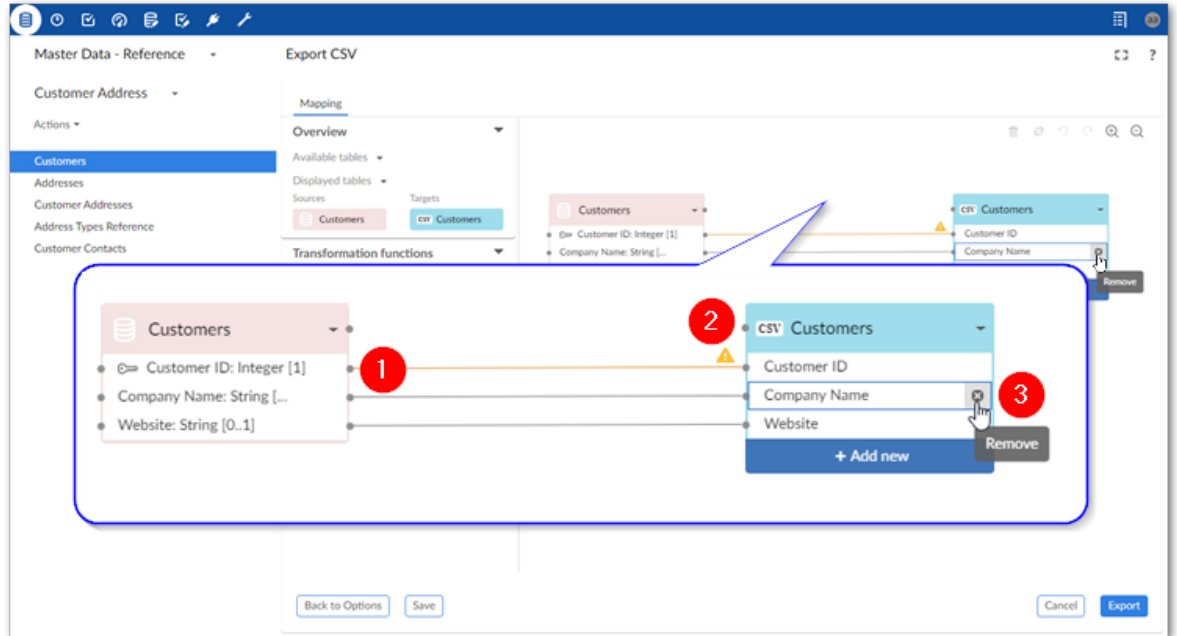 Master Data - Reference
Export CSV
?
Customer Address
Actions
Mapping
Overview
Available tables
Displayed tables
Sources Targets
Customers
CSV Customers
Transformation functions
Customers
Addresses
Customer Addresses
Address Types Reference
Customer Contacts
Customers
Customer ID: Integer [1]
Company Name: String [...
CSV Customers
Customer ID
Company Name
Remove
Customers
Customer ID: Integer [1]
Company Name: String [...
Website: String [0..1]
1
2
CSV Customers
Customer ID
Company Name
3
Website
Remove
+ Add new
Back to Options
Save
Cancel
Export